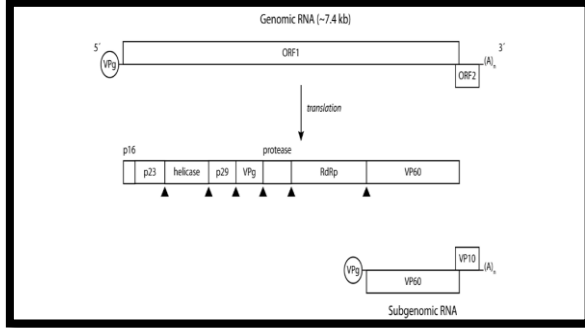 Genomic RNA (~7.4 kb)
5´ 3´
ORF1
VPg (A)n
ORF2
translation
p16 protease
p23 helicase p29 VPg RdRp VP60
VP10
VPg (A)n
VP60
Subgenomic RNA